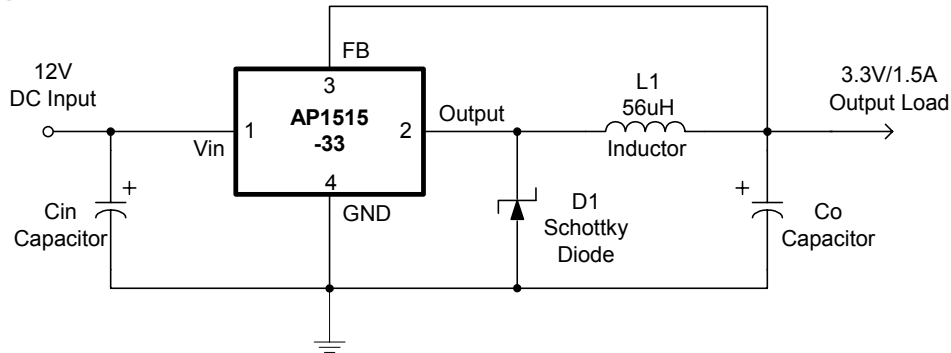 FB
12V
DC Input
3
AP1515
-33
1
2
4
Vin
GND
Output
L1
56uH
Inductor
3.3V/1.5A
Output Load
Cin
Capacitor
+
D1
Schottky
Diode
+
Co
Capacitor